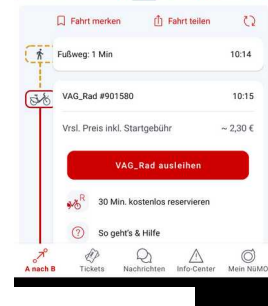 Fahrt merken Fahrt teilen
Fußweg: 1 Min 10:14
VAG_Rad #901580 10:15
Vrsl. Preis inkl. Startgebühr ~ 2,30 €
VAG_Rad ausleihen
R 30 Min. kostenlos reservieren
? So geht's & Hilfe
A nach B Tickets Nachrichten Info-Center Mein NüMO